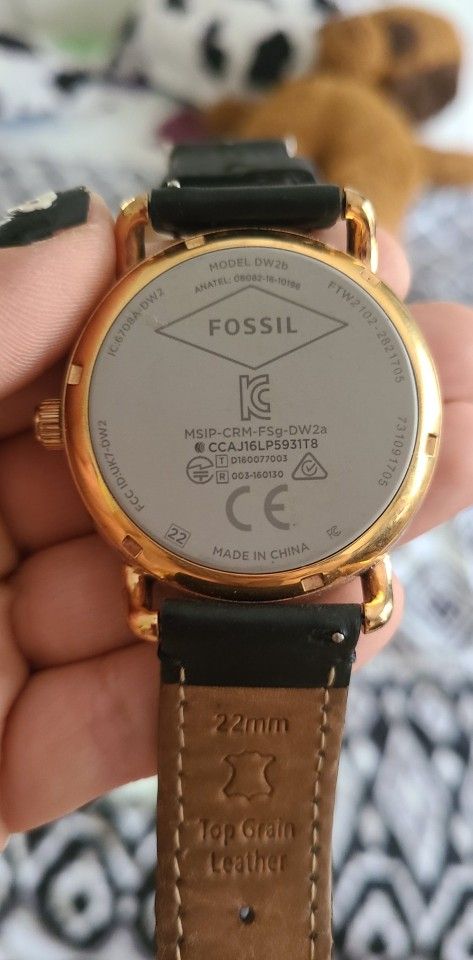 MODEL DW2b
ANATEL: 08082-16-10198
IC:6708A-DW2
FTW2102-2821705
FOSSIL
MSIP-CRM-FSg-DW2a
CCAJ16LP5931T8
T D160077003
R 003-160130
FCC ID:UK7-DW2
731091705
CE
22
MADE IN CHINA
22mm
Top Grain
Leather